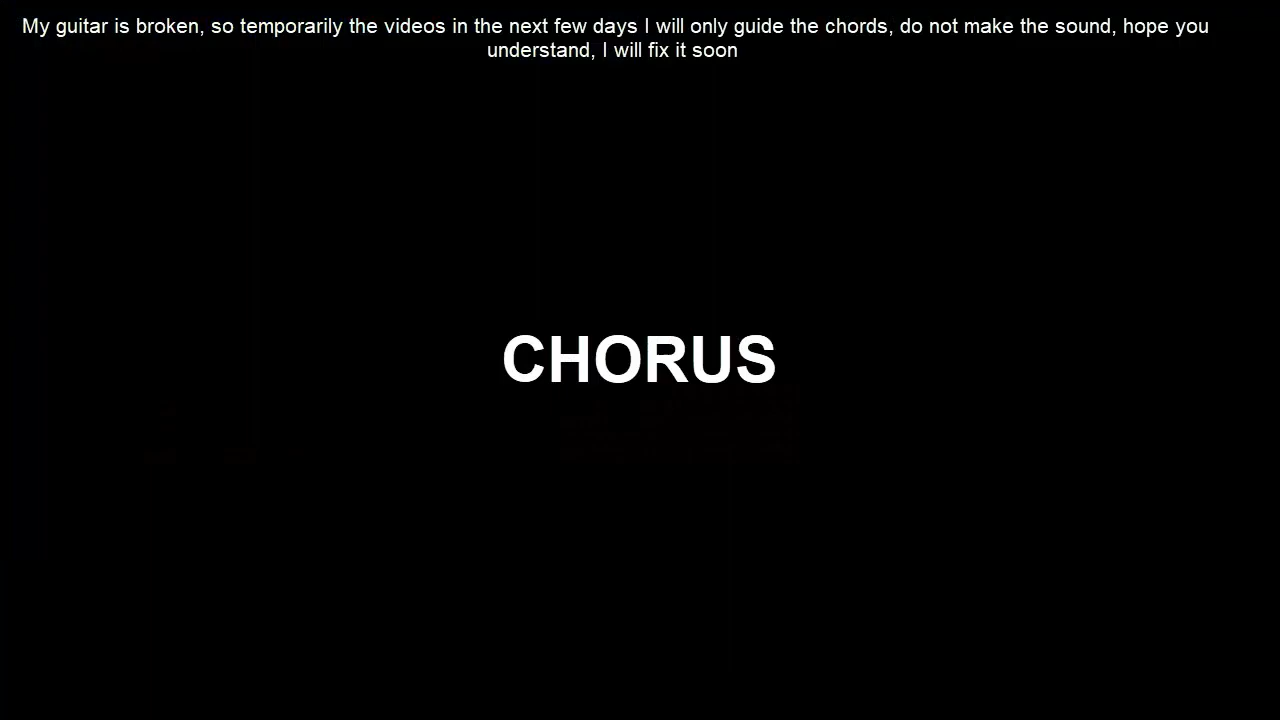 My guitar is broken, so temporarily the videos in the next few days I will only guide the chords, do not make the sound, hope you
understand, I will fix it soon
CHORUS